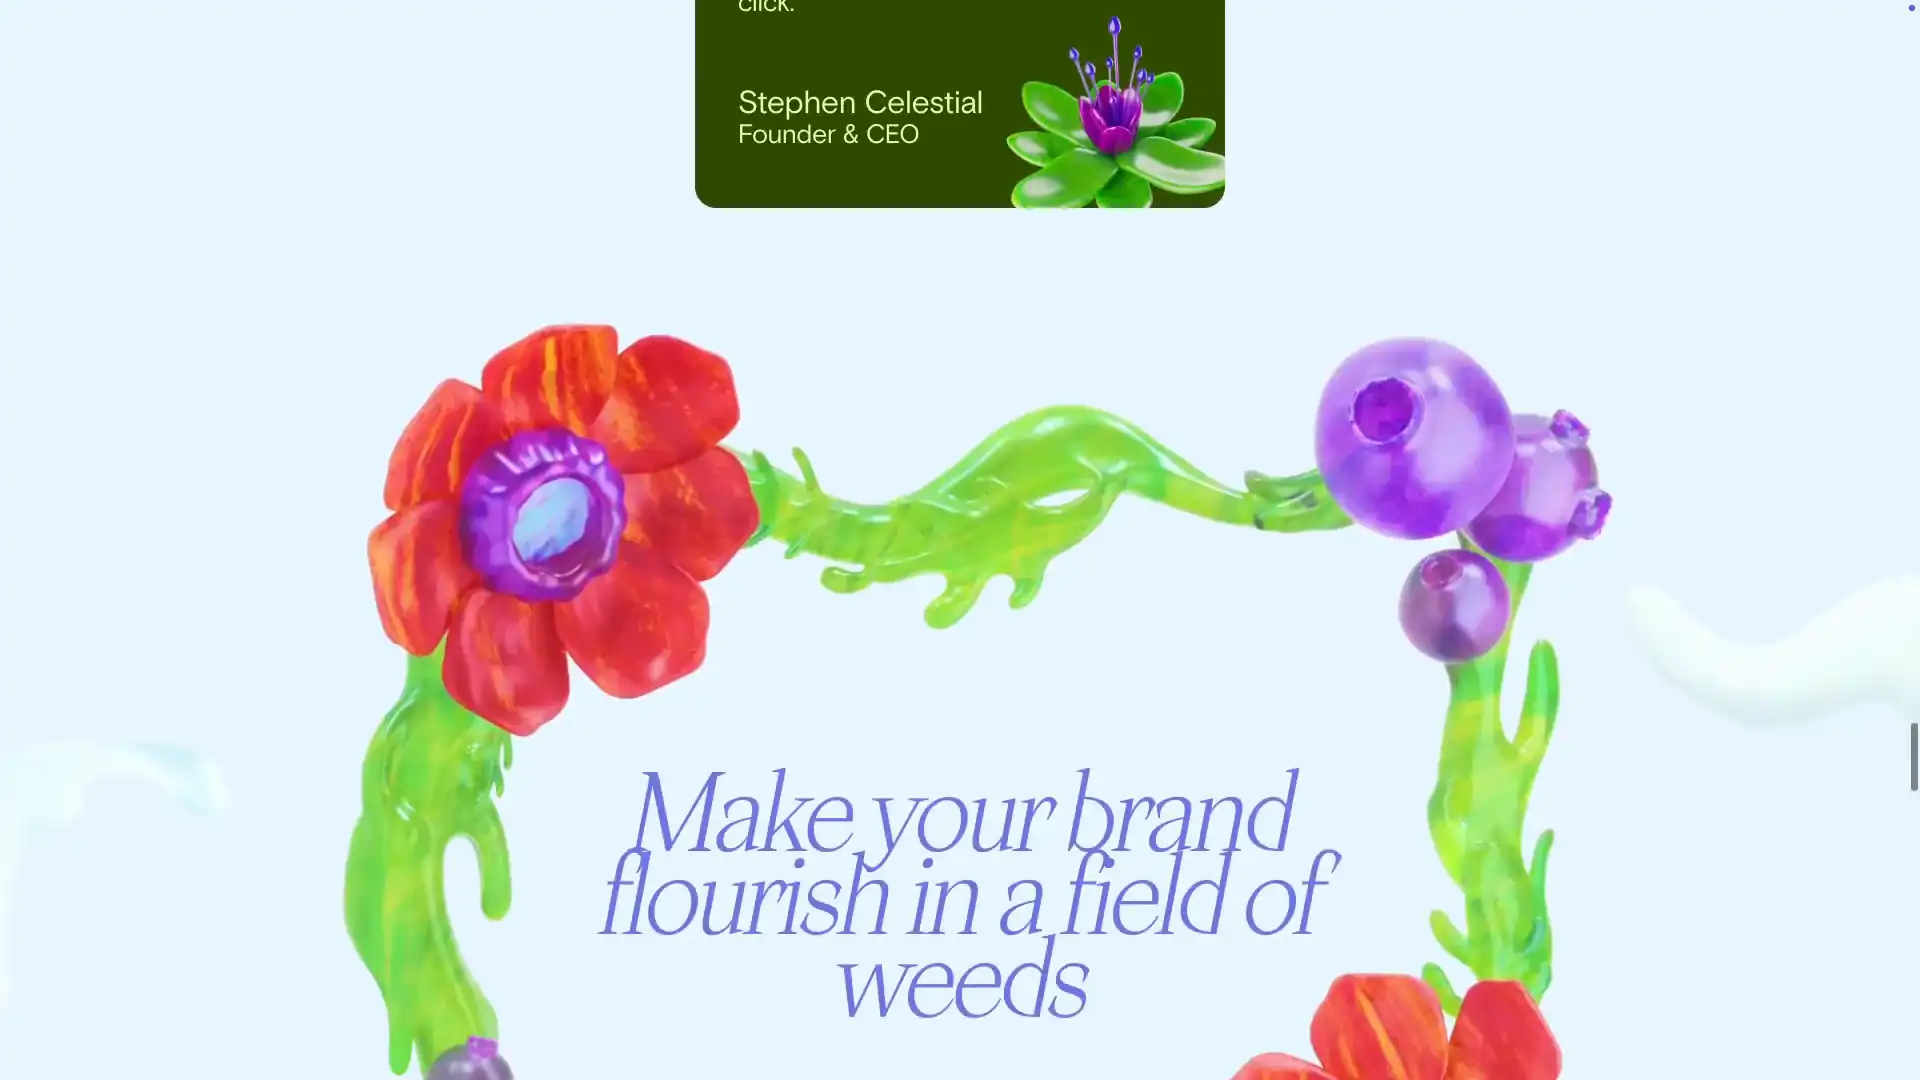 click.
Stephen Celestial
Founder & CEO
Make your brand
flourish in a field of
weeds